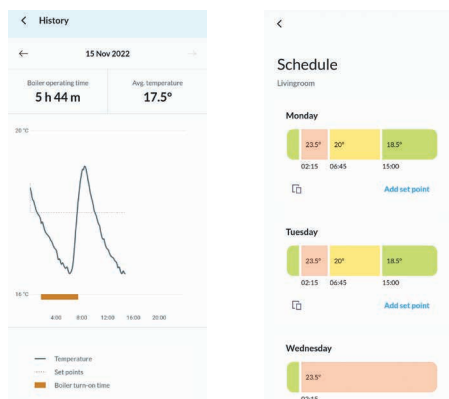 History
15 Nov 2022
Boiler operating time
5 h 44 m
Avg. temperature
17.5°
20 °C
16 °C
4:00 8:00 12:00 16:00 20:00
Temperature
Set points
Boiler turn-on time
Schedule
Livingroom
Monday
23.5° 20° 18.5°
02:15 06:45 15:00
Add set point
Tuesday
23.5° 20° 18.5°
02:15 06:45 15:00
Add set point
Wednesday
23.5°
02:15